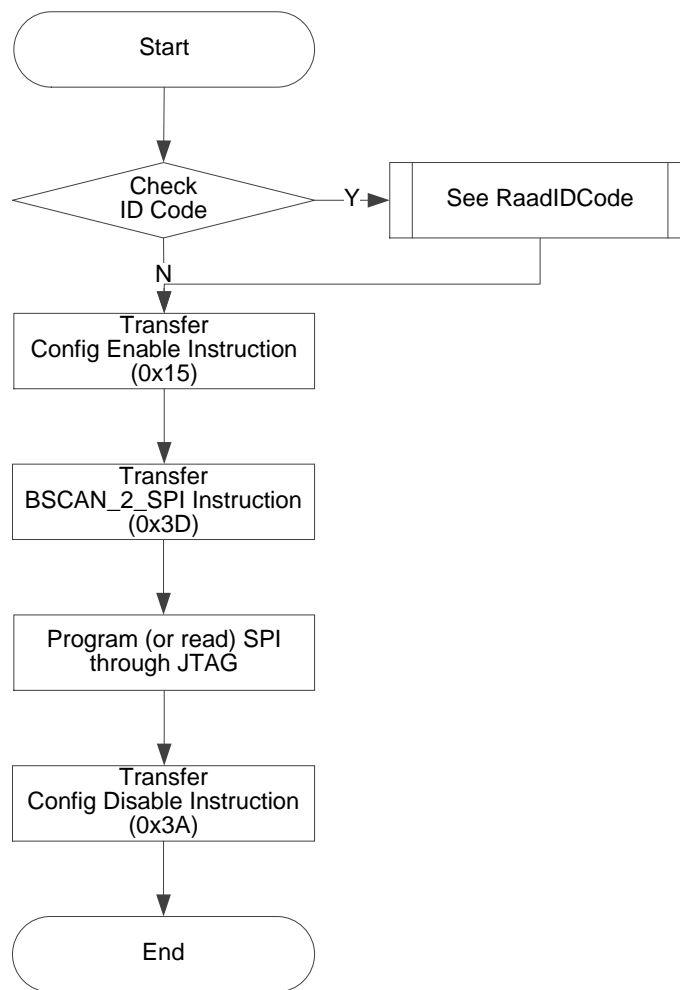 Start
Check
ID Code
Y
See RaadIDCode
N
Transfer
Config Enable Instruction
(0x15)
Transfer
BSCAN_2_SPI Instruction
(0x3D)
Program (or read) SPI
through JTAG
Transfer
Config Disable Instruction
(0x3A)
End